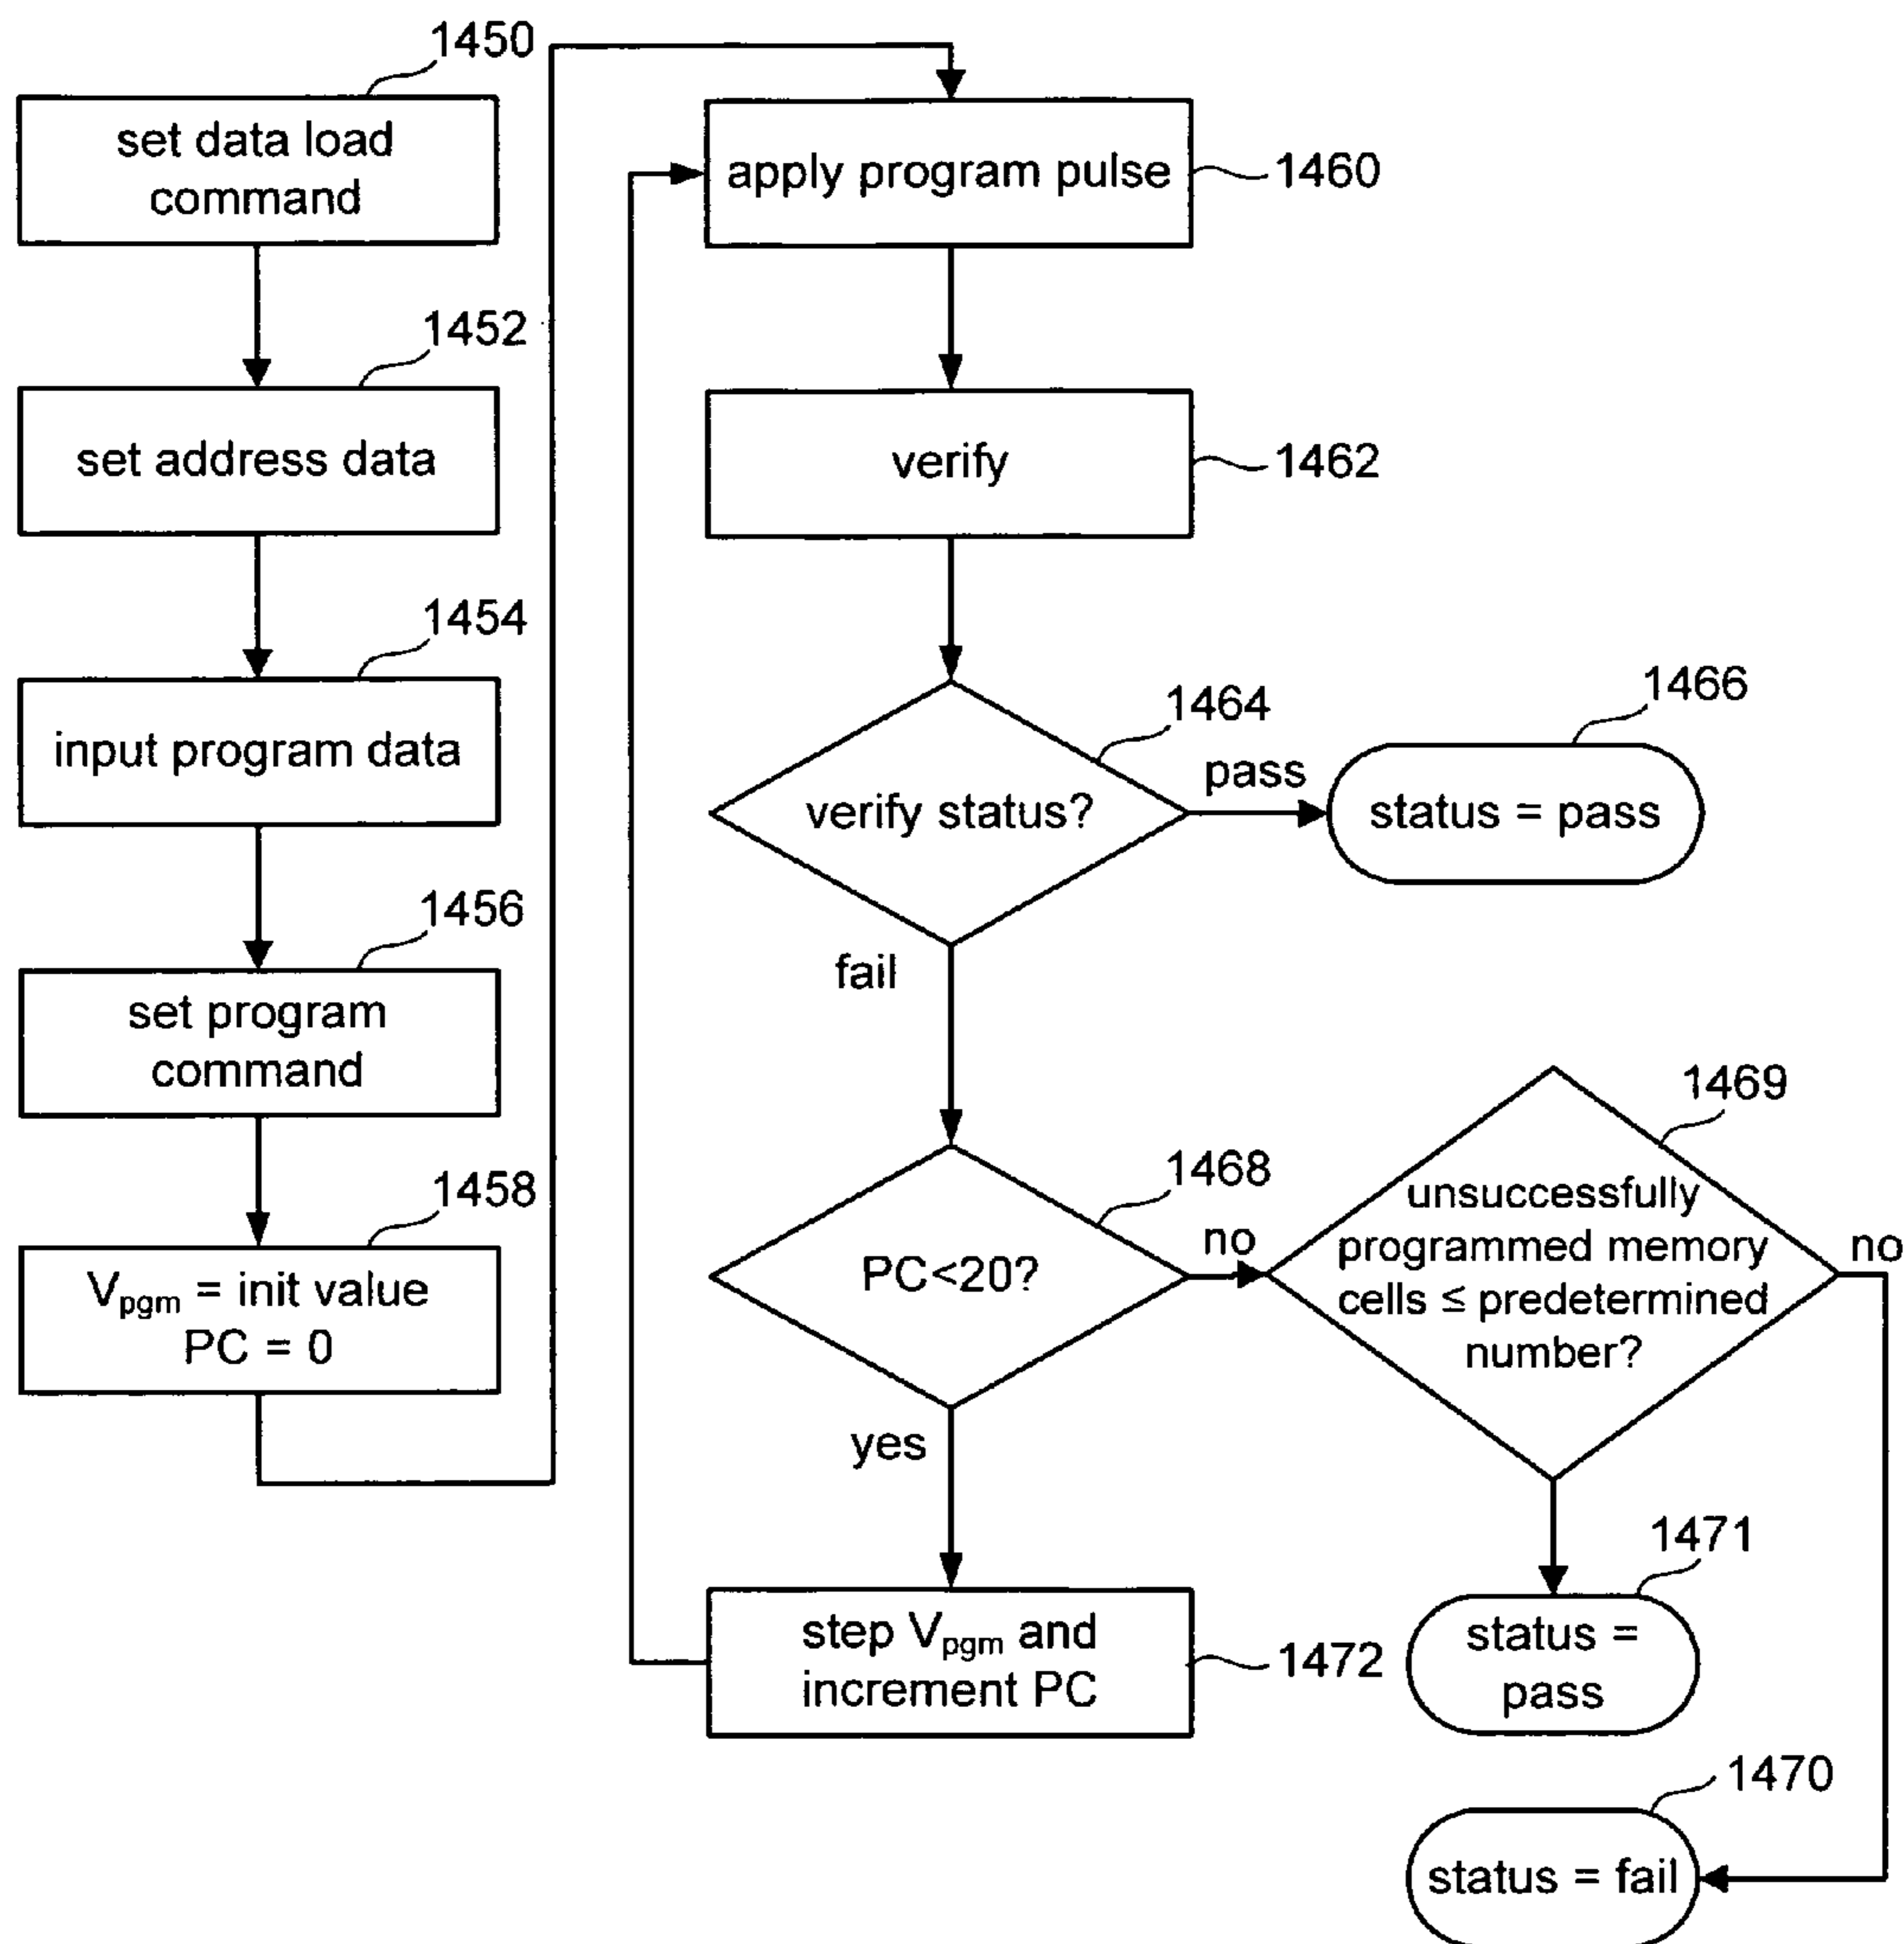 1450
set data load
command
1452
set address data
1454
input program data
1456
set program
command
1458
Vpgm = init value
PC = 0
apply program pulse
1460
verify
1462
1464
verify status?
pass
1466
status = pass
fail
1468
PC<20?
no
1469
unsuccessfully
programmed memory
cells ≤ predetermined
number?
no
yes
step Vpgm and
increment PC
1472
1471
status =
pass
1470
status = fail